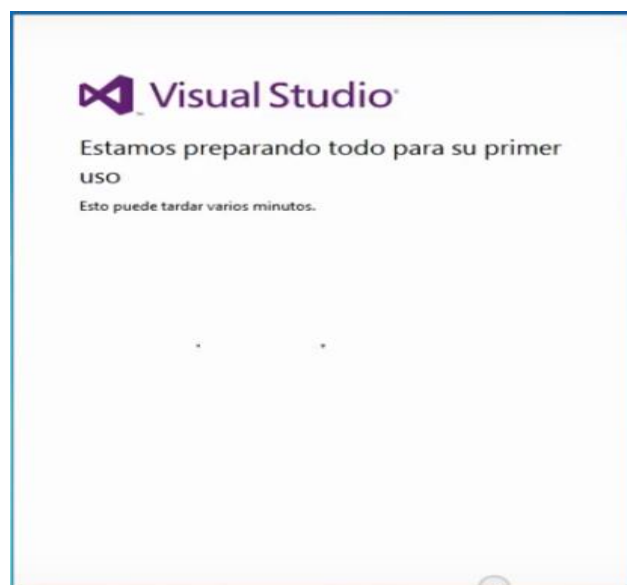 Visual Studio
Estamos preparando todo para su primer
uso
Esto puede tardar varios minutos.